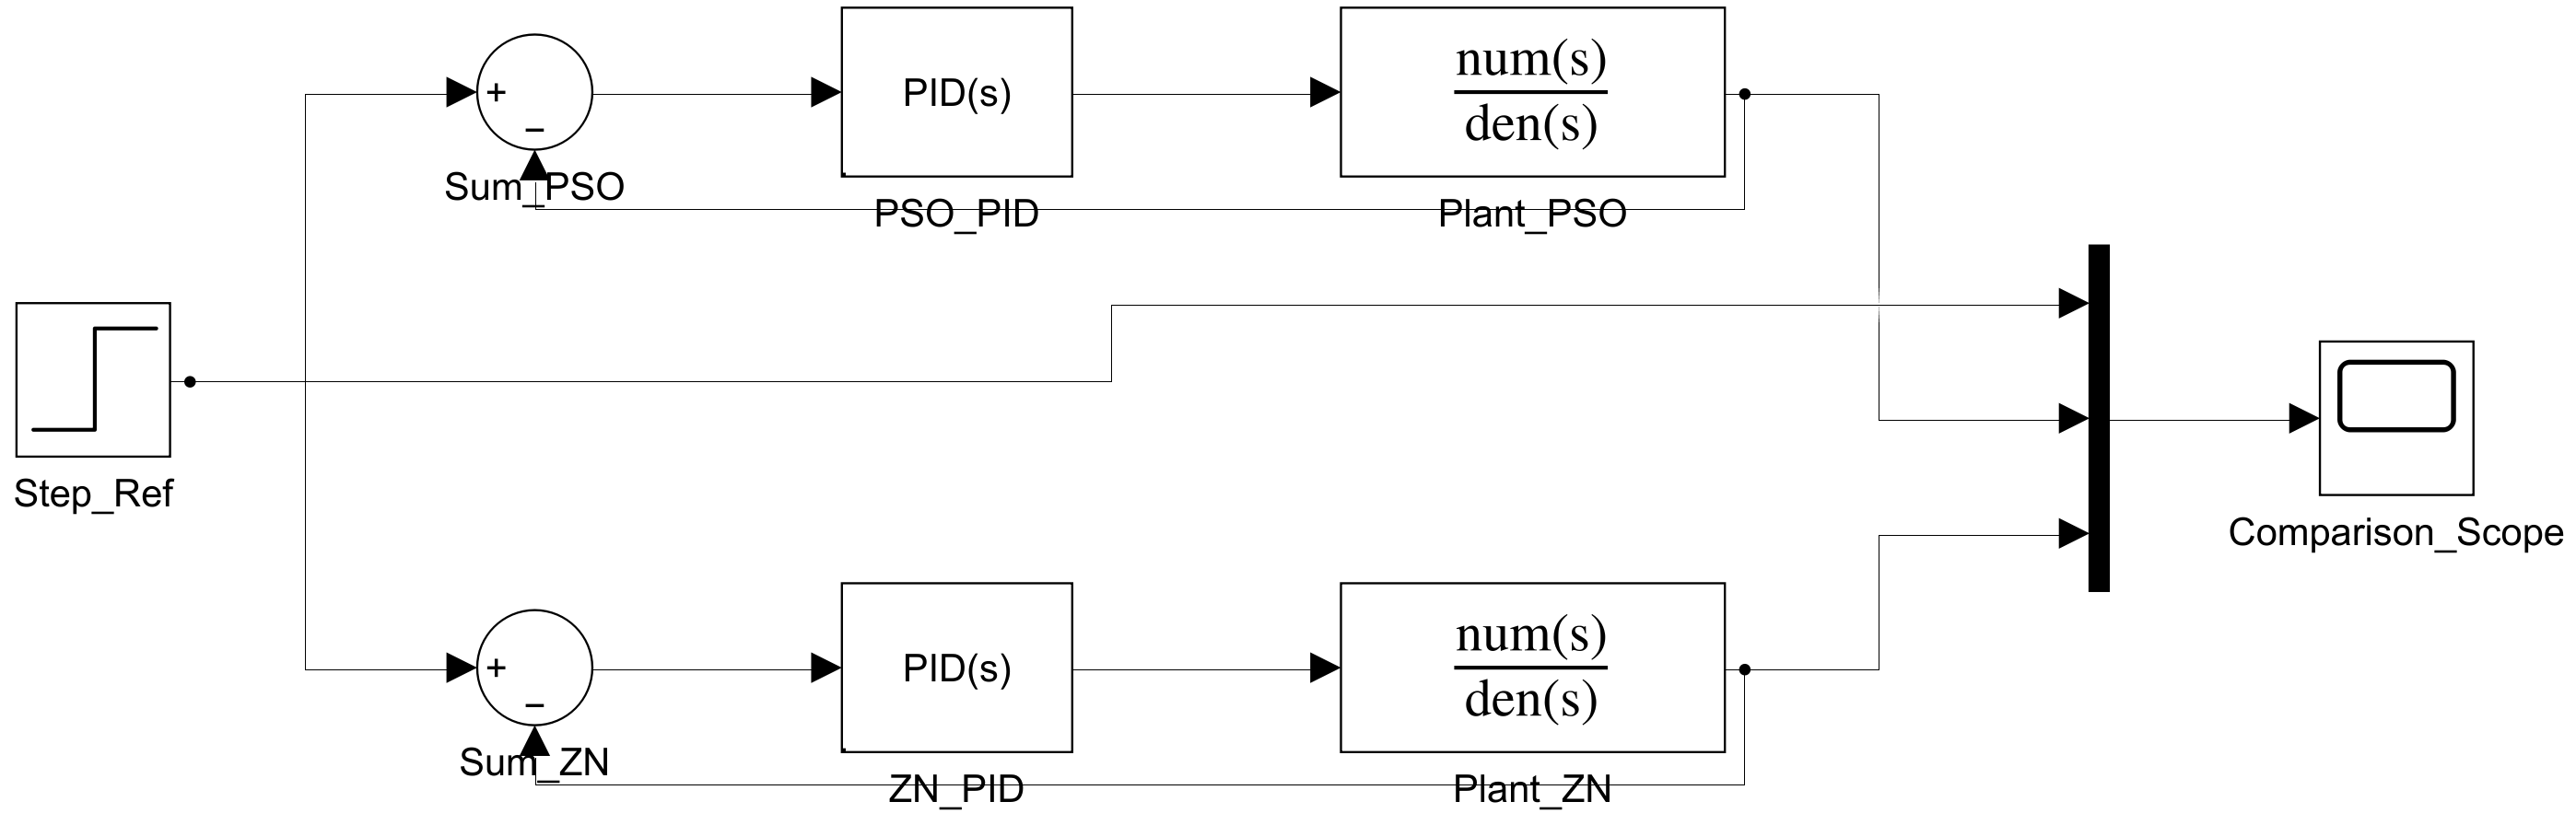 +
−
Sum_PSO
PID(s)
PSO_PID
num(s)
den(s)
Plant_PSO
Step_Ref
Comparison_Scope
+
−
Sum_ZN
PID(s)
ZN_PID
num(s)
den(s)
Plant_ZN